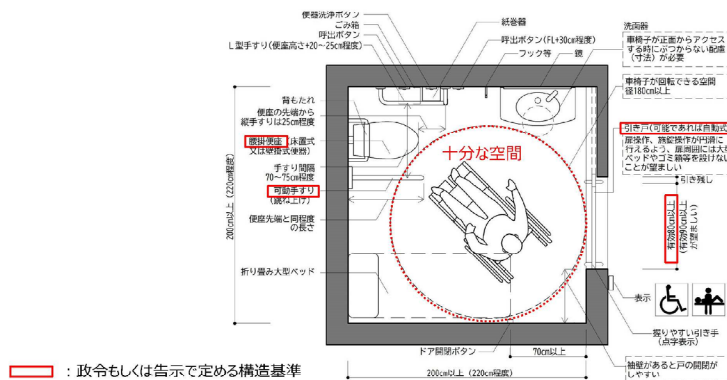 便器洗浄ボタン
ごみ箱
呼出ボタン
L型手すり(便座高さ+20~25cm程度)
紙巻器
呼出ボタン(FL+30cm程度)
フック等
鏡
洗面器
車椅子が正面からアクセス
する時にぶつからない配慮
(寸法)が必要
車椅子が回転できる空間
径180cm以上
背もたれ
便座の先端から
縦手すりは25cm程度
腰掛便座(床置式
又は壁掛式便器)
手すり間隔
70~75cm程度
可動手すり
(跳ね上げ)
便座先端と同程度
の長さ
折り畳み大型ベッド
十分な空間
引き戸(可能であれば自動式
扉操作、施錠操作が円滑に
行えるよう、扉周囲には大型
ベッドやゴミ箱等を設けない
ことが望ましい
引き残し
有効80cm以上
(有効90cm以上
が望ましい)
表示
握りやすい引き手
(点字表示)
袖壁があると戸の開閉が
しやすい
ドア開閉ボタン
70cm以上
200cm以上(220cm程度)
200cm以上(220cm程度)
:政令もしくは告示で定める構造基準